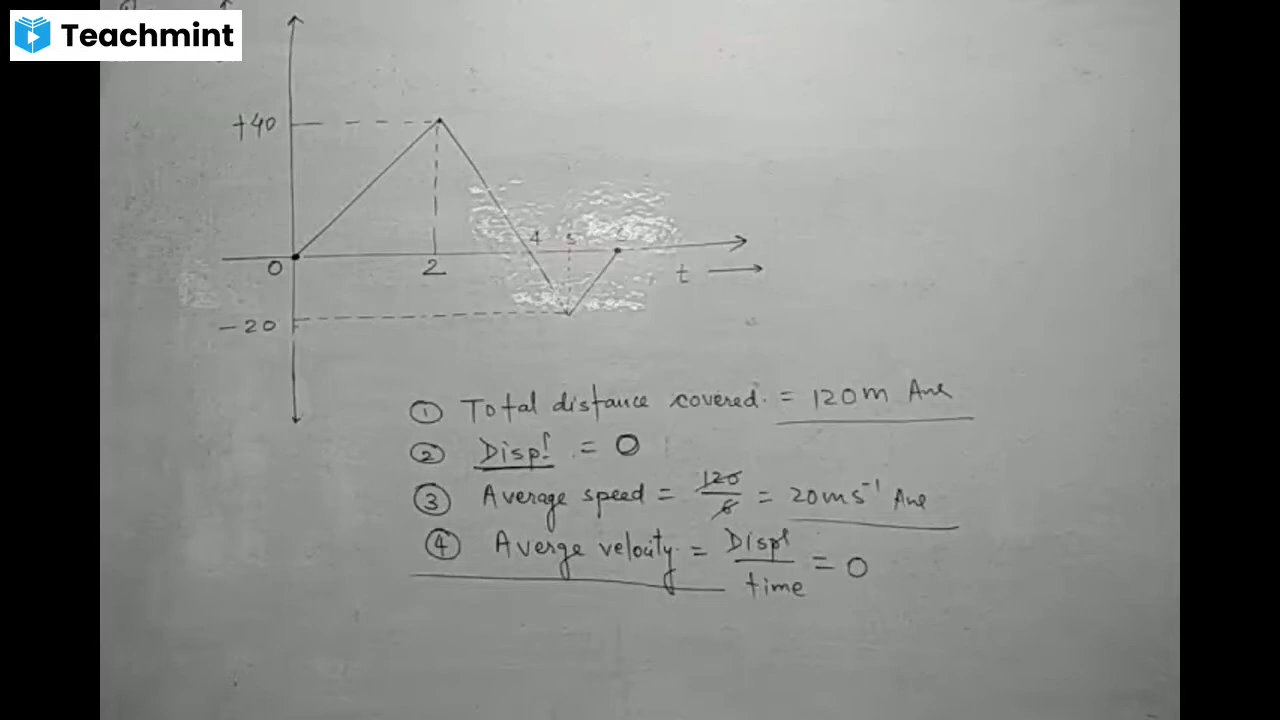 Teachmint
+40
4 5
0 2
t
-20
① Total distance covered. = 120m Ans
② Displ. = 0
③ Average speed = 120/6 = 20ms⁻¹ Ans
④ Averge velocity. = Displ/time = 0